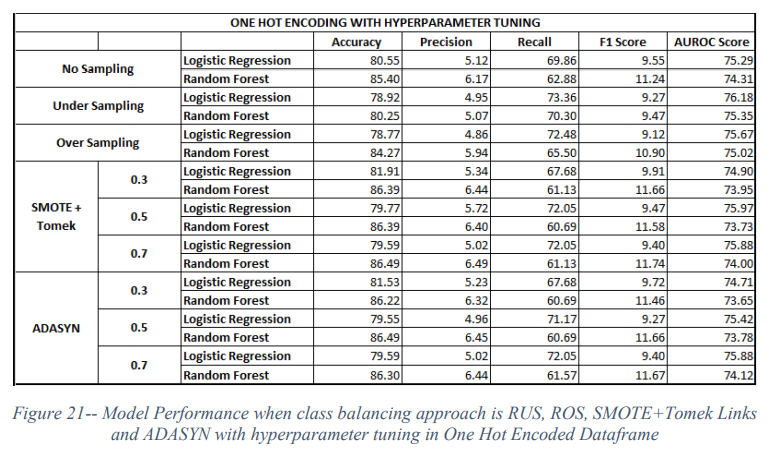 ONE HOT ENCODING WITH HYPERPARAMETER TUNING
Accuracy Precision Recall F1 Score AUROC Score
No Sampling Logistic Regression 80.55 5.12 69.86 9.55 75.29
Random Forest 85.40 6.17 62.88 11.24 74.31
Under Sampling Logistic Regression 78.92 4.95 73.36 9.27 76.18
Random Forest 80.25 5.07 70.30 9.47 75.35
Over Sampling Logistic Regression 78.77 4.86 72.48 9.12 75.67
Random Forest 84.27 5.94 65.50 10.90 75.02
SMOTE + Tomek 0.3 Logistic Regression 81.91 5.34 67.68 9.91 74.90
Random Forest 86.39 6.44 61.13 11.66 73.95
0.5 Logistic Regression 79.77 5.72 72.05 9.47 75.97
Random Forest 86.39 6.40 60.69 11.58 73.73
0.7 Logistic Regression 79.59 5.02 72.05 9.40 75.88
Random Forest 86.49 6.49 61.13 11.74 74.00
ADASYN 0.3 Logistic Regression 81.53 5.23 67.68 9.72 74.71
Random Forest 86.22 6.32 60.69 11.46 73.65
0.5 Logistic Regression 79.55 4.96 71.17 9.27 75.42
Random Forest 86.49 6.45 60.69 11.66 73.78
0.7 Logistic Regression 79.59 5.02 72.05 9.40 75.88
Random Forest 86.30 6.44 61.57 11.67 74.12
Figure 21-- Model Performance when class balancing approach is RUS, ROS, SMOTE+Tomek Links
and ADASYN with hyperparameter tuning in One Hot Encoded Dataframe